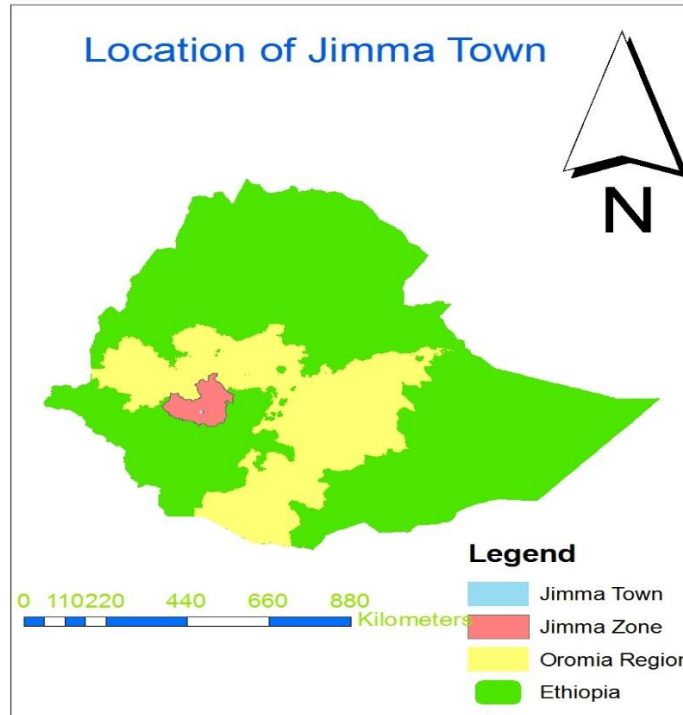 Location of Jimma Town
N
Legend
Jimma Town
Jimma Zone
Oromia Region
Ethiopia
0 110220 440 660 880
Kilometers